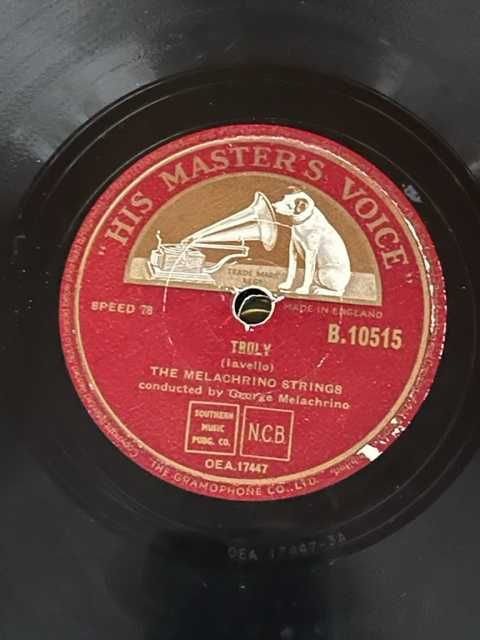 "HIS MASTER'S VOICE"
TRADE MARK
SPEED 78
MADE IN ENGLAND
B.10515
TROLY
(Iavello)
THE MELACHRINO STRINGS
conducted by George Melachrino
SOUTHERN
MUSIC
PUBG. CO.
N.C.B.
OEA.17447
THE GRAMOPHONE CO., LTD.
OEA 17447-3A